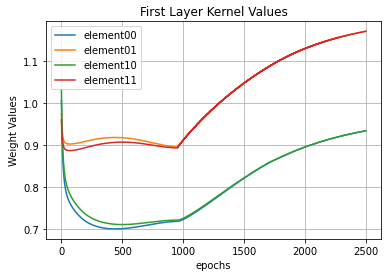 First Layer Kernel Values
element00
element01
element10
element11
1.1
1.0
0.9
0.8
0.7
Weight Values
0 500 1000 1500 2000 2500
epochs